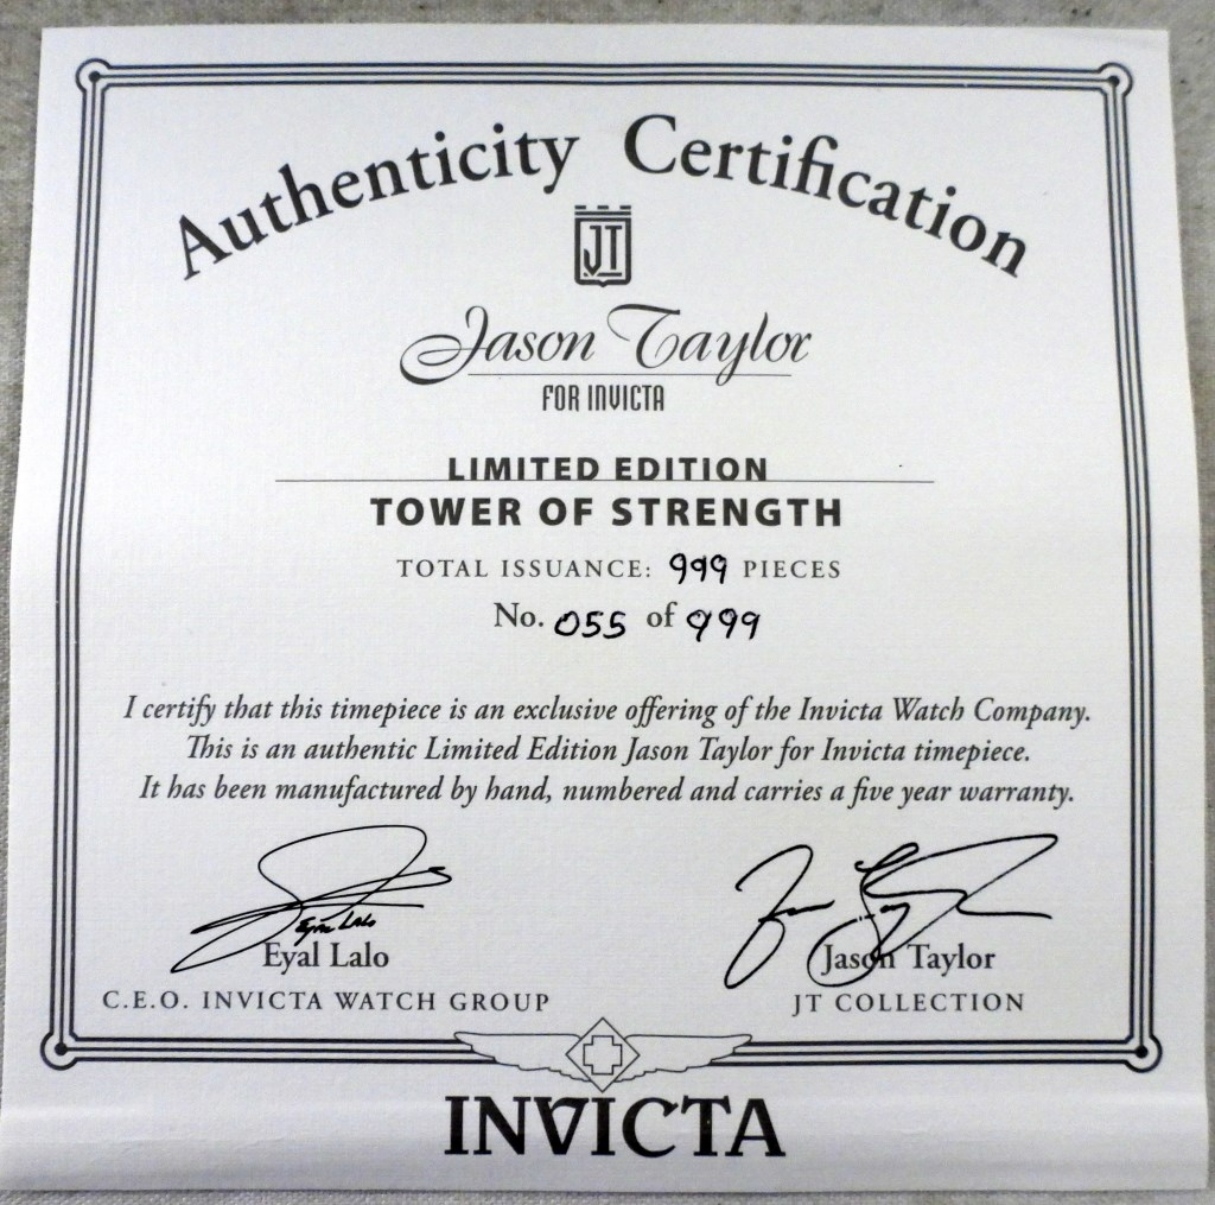 Authenticity Certification
JT
Jason Taylor
FOR INVICTA
LIMITED EDITION
TOWER OF STRENGTH
TOTAL ISSUANCE: 999 PIECES
No. 055 of 999
I certify that this timepiece is an exclusive offering of the Invicta Watch Company.
This is an authentic Limited Edition Jason Taylor for Invicta timepiece.
It has been manufactured by hand, numbered and carries a five year warranty.
Eyal Lalo
Eyal Lalo
C.E.O. INVICTA WATCH GROUP
Jason Taylor
JT COLLECTION
INVICTA